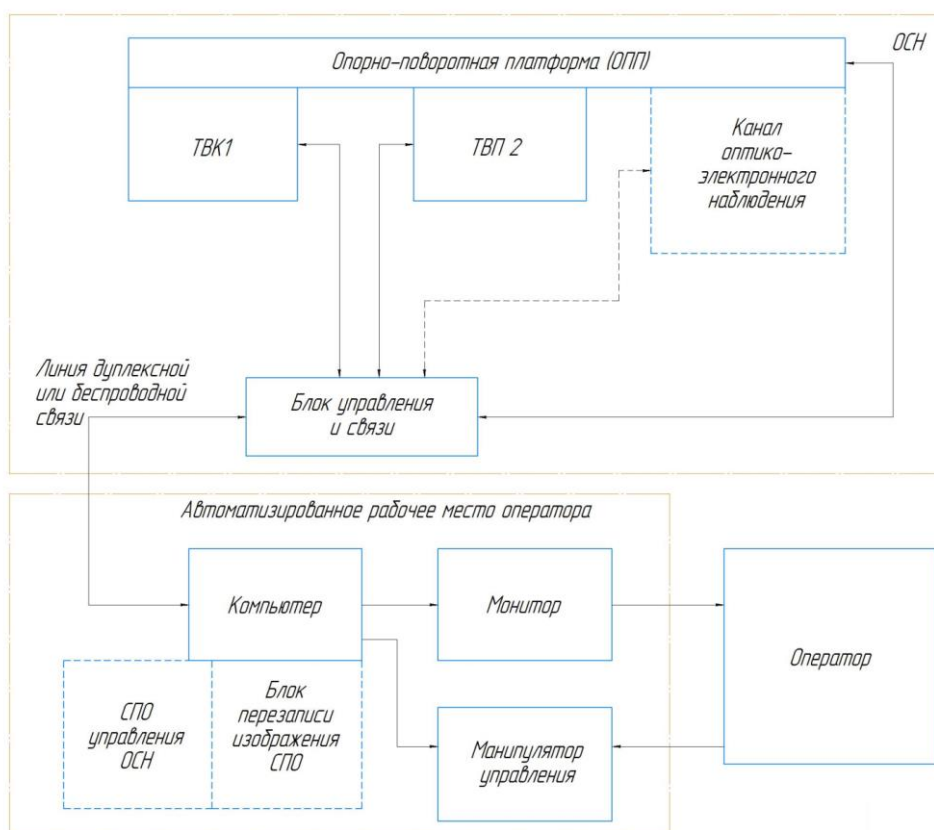 ОСН
Опорно-поворотная платформа (ОПП)
ТВК1
ТВП 2
Канал
оптико-
электронного
наблюдения
Линия дуплексной
или беспроводной
связи
Блок управления
и связи
Автоматизированное рабочее место оператора
Компьютер
Монитор
Оператор
СПО
управления
ОСН
Блок
перезаписи
изображения
СПО
Манипулятор
управления